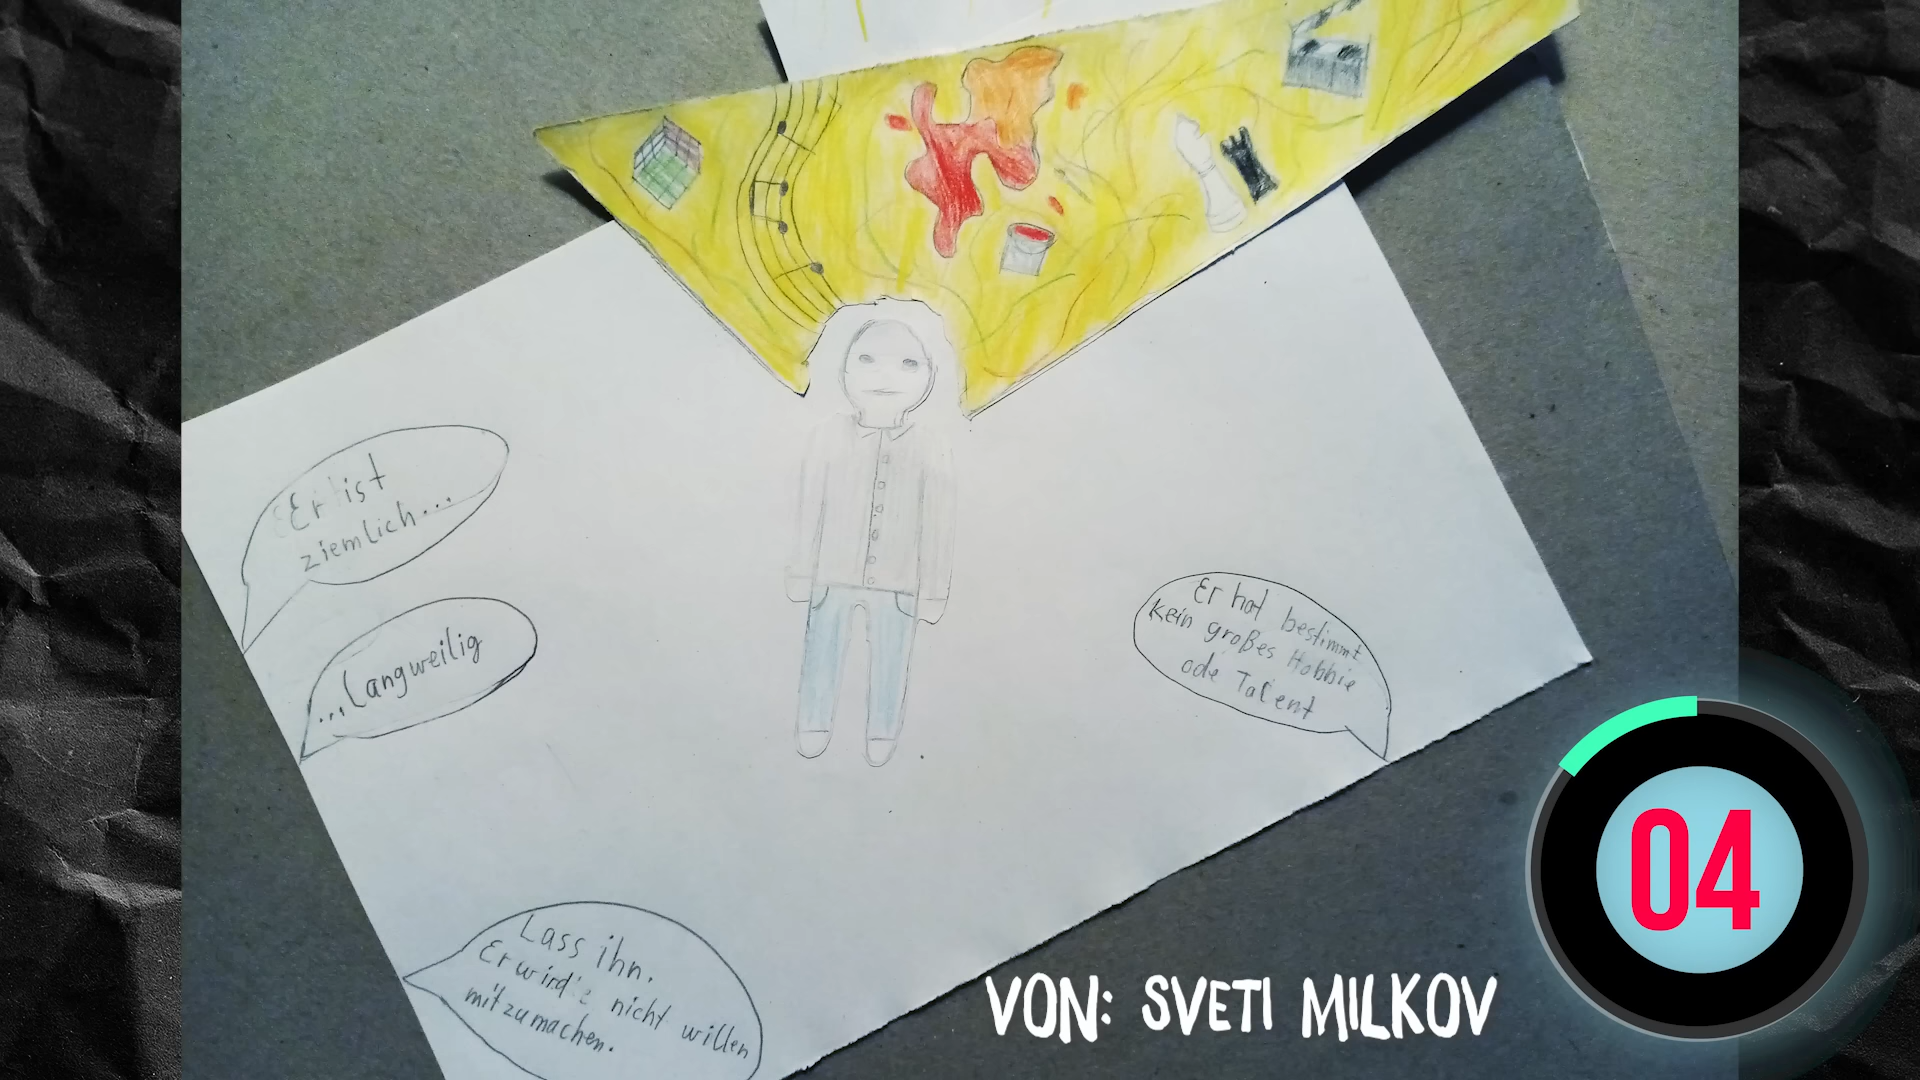 Er ist
ziemlich...
...langweilig
Er hat bestimmt
kein großes Hobbie
ode Talent
Lass ihn.
Er wird nicht willen
mitzumachen.
VON: SVETI MILKOV
04